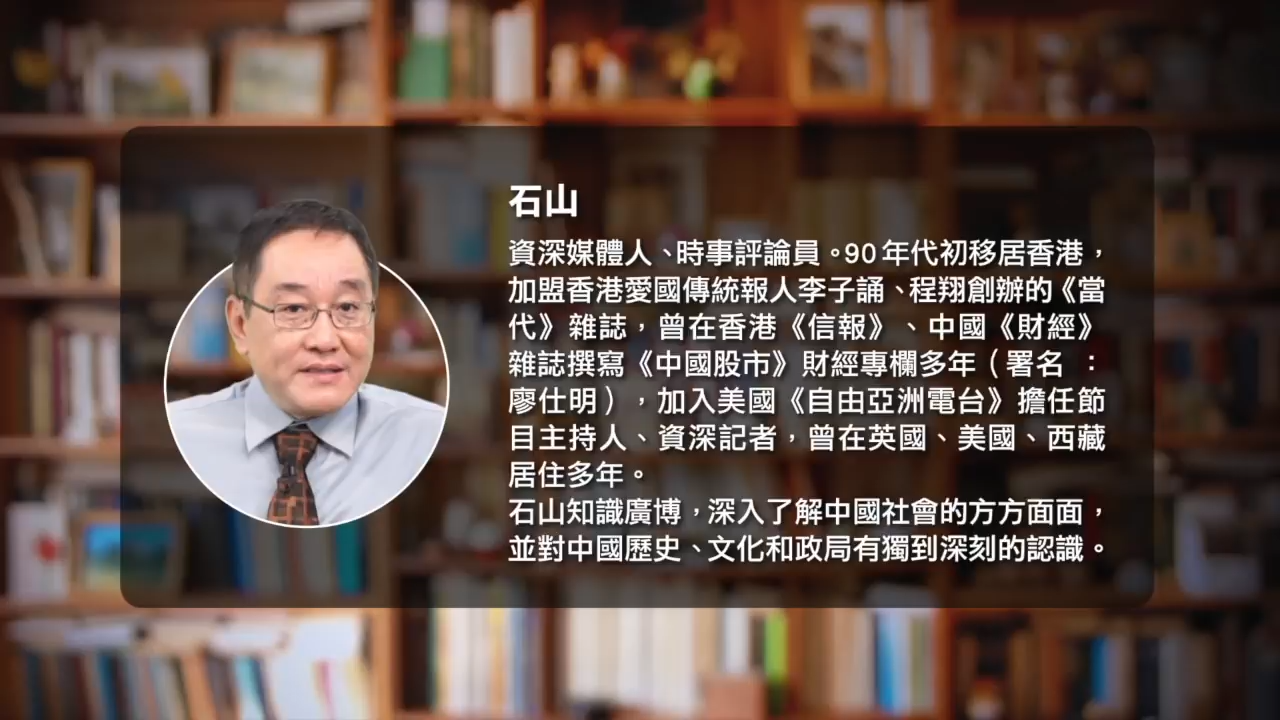 石山
資深媒體人、時事評論員。90年代初移居香港，
加盟香港愛國傳統報人李子誦、程翔創辦的《當
代》雜誌，曾在香港《信報》、中國《財經》
雜誌撰寫《中國股市》財經專欄多年（署名 ：
廖仕明），加入美國《自由亞洲電台》擔任節
目主持人、資深記者，曾在英國、美國、西藏
居住多年。
石山知識廣博，深入了解中國社會的方方面面，
並對中國歷史、文化和政局有獨到深刻的認識。